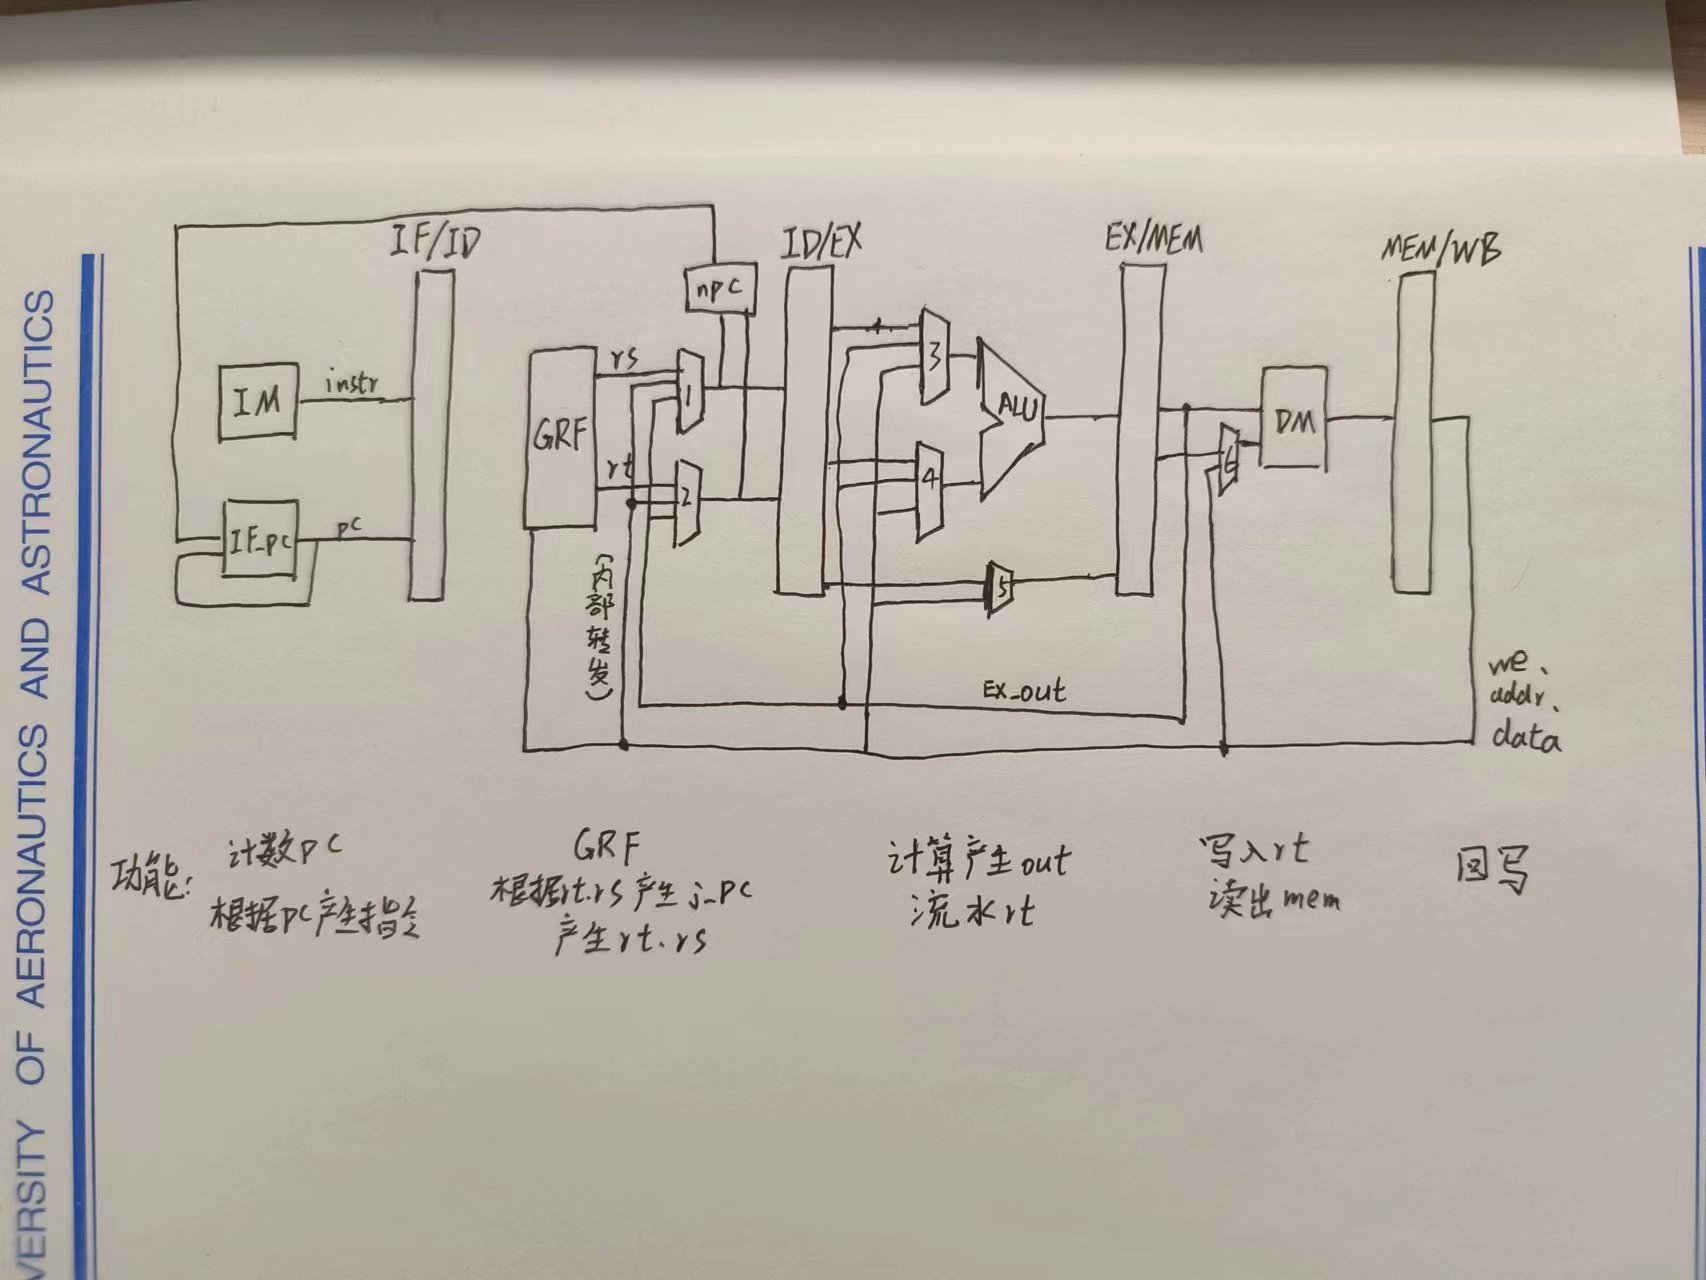 VERSITY OF AERONAUTICS AND ASTRONAUTICS
IF/ID
ID/EX
EX/MEM
MEM/WB
npc
IM
instr
IF_pc
pc
GRF
rs
rt
1
2
(内部转发)
3
4
5
ALU
EX_out
6
DM
we、
addr、
data
功能:
计数pc
根据pc产生指令
GRF
根据rt.rs产生j_pc
产生rt.rs
计算产生out
流水rt
写入rt
读出mem
回写